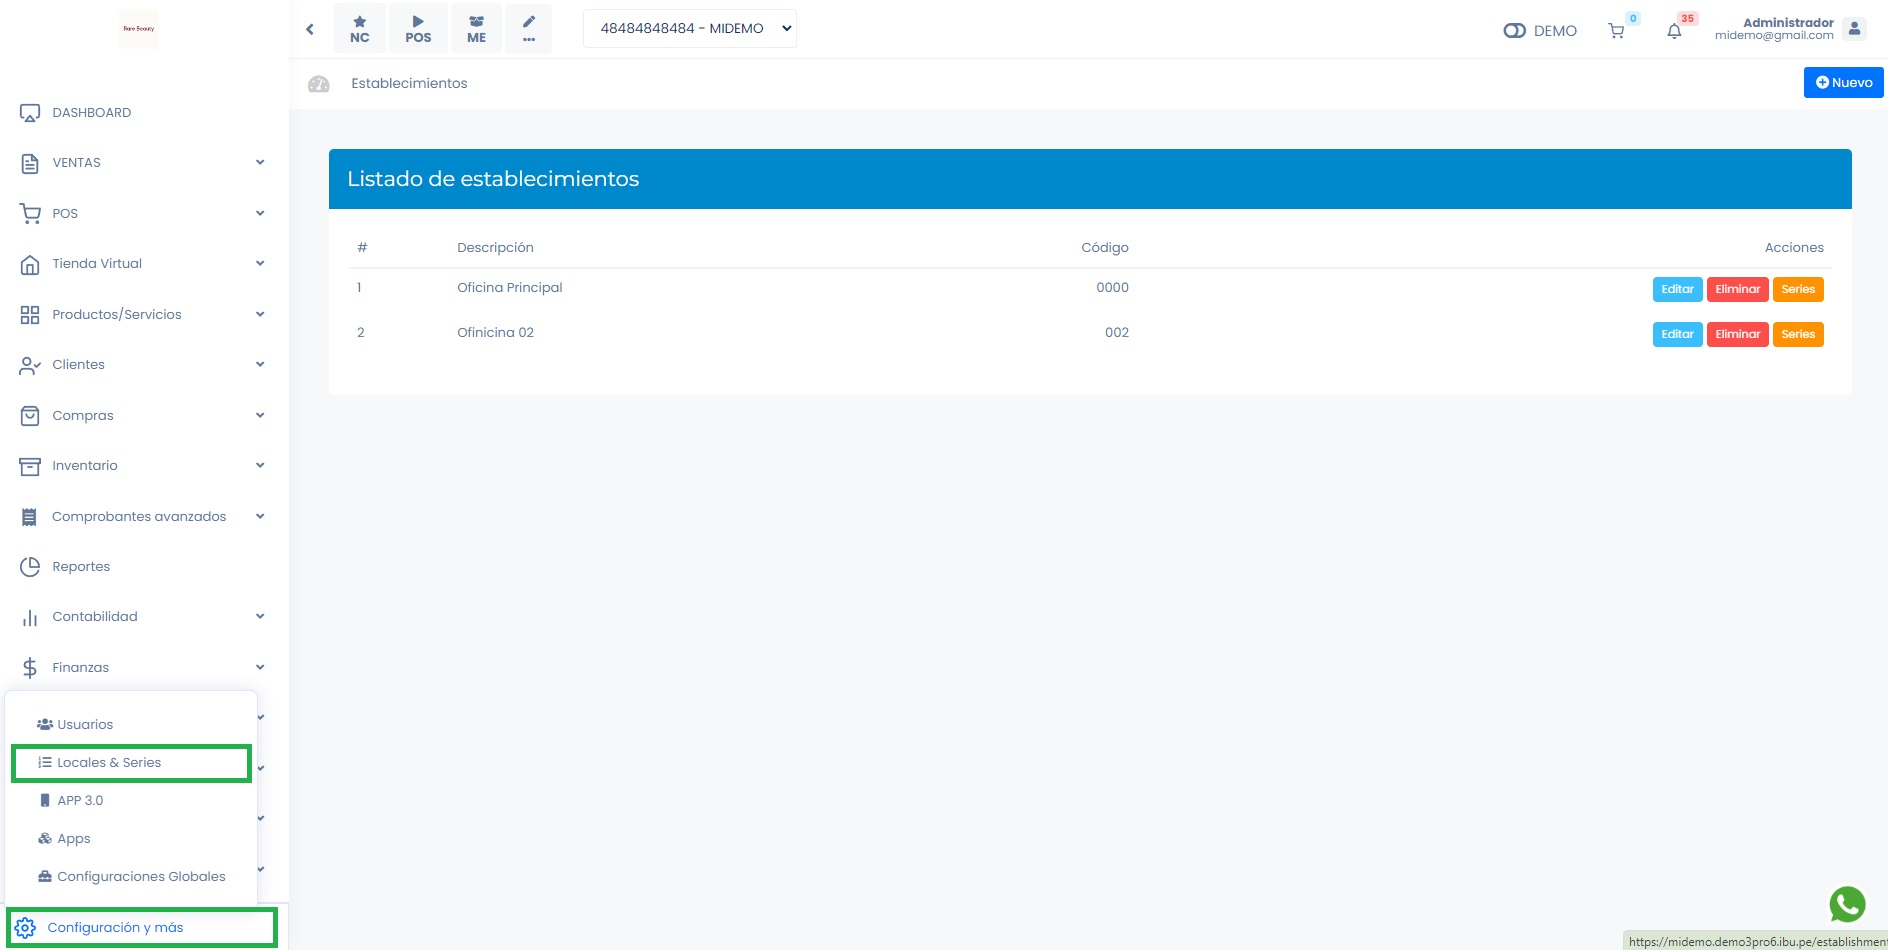 Rare Beauty
NC
POS
ME
...
48484848484 - MIDEMO
DEMO
0
35
Administrador
midemo@gmail.com
Establecimientos
Nuevo
DASHBOARD
VENTAS
POS
Tienda Virtual
Productos/Servicios
Clientes
Compras
Inventario
Comprobantes avanzados
Reportes
Contabilidad
Finanzas
Usuarios
Locales & Series
APP 3.0
Apps
Configuraciones Globales
Configuración y más
Listado de establecimientos
# Descripción Código Acciones
1 Oficina Principal 0000 Editar Eliminar Series
2 Ofinicina 02 002 Editar Eliminar Series
https://midemo.demo3pro6.ibu.pe/establishmen